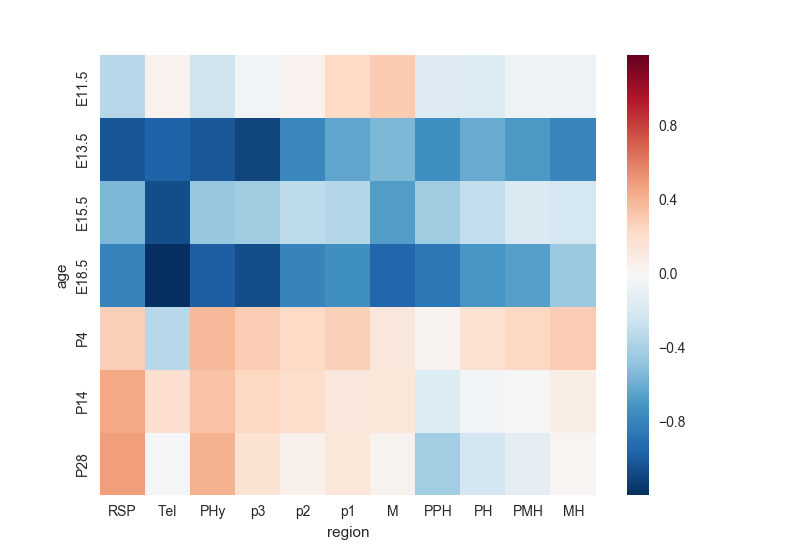 E11.5
E13.5
E15.5
E18.5
P4
P14
P28
age
RSP Tel PHy p3 p2 p1 M PPH PH PMH MH
region
0.8
0.4
0.0
−0.4
−0.8